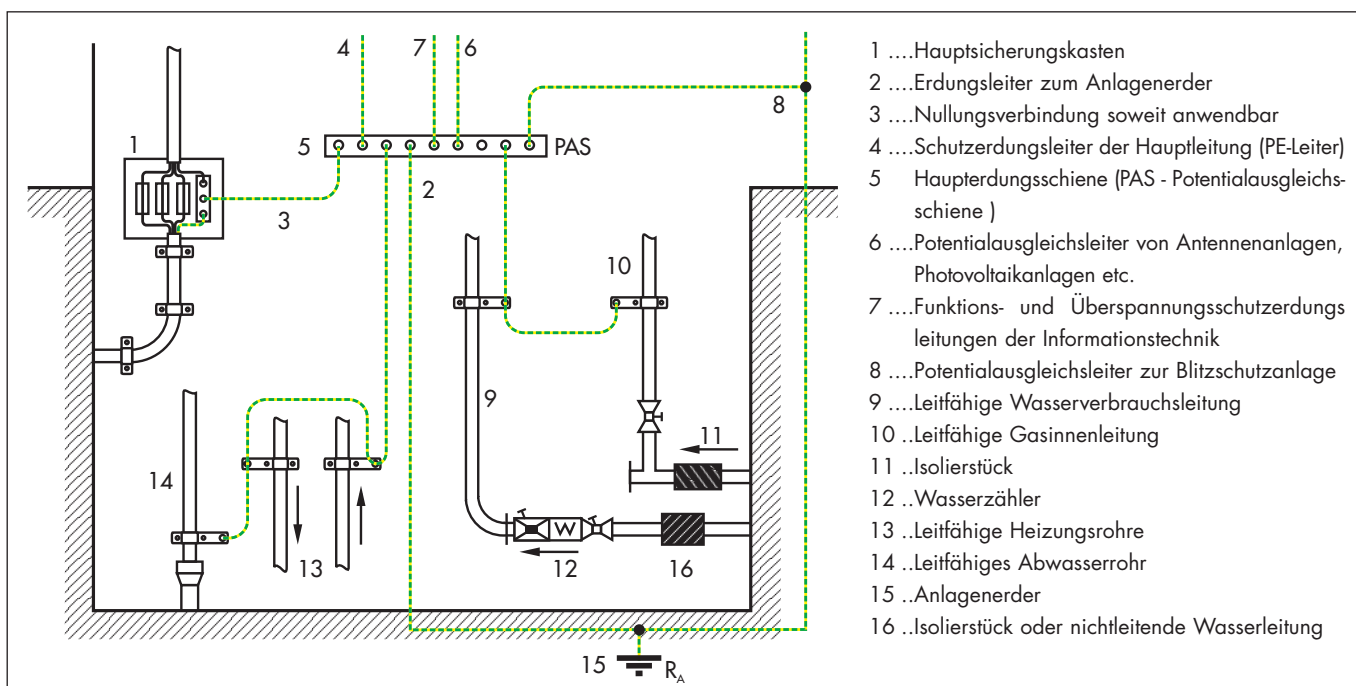 4
7
6
8
1
5
PAS
2
3
10
9
11
14
13
12
16
15
R_A
1 ....Hauptsicherungskasten
2 ....Erdungsleiter zum Anlagenerder
3 ....Nullungsverbindung soweit anwendbar
4 ....Schutzerdungsleiter der Hauptleitung (PE-Leiter)
5 Haupterdungsschiene (PAS - Potentialausgleichs-
schiene )
6 ....Potentialausgleichsleiter von Antennenanlagen,
Photovoltaikanlagen etc.
7 ....Funktions- und Überspannungsschutzerdungs
leitungen der Informationstechnik
8 ....Potentialausgleichsleiter zur Blitzschutzanlage
9 ....Leitfähige Wasserverbrauchsleitung
10 ..Leitfähige Gasinnenleitung
11 ..Isolierstück
12 ..Wasserzähler
13 ..Leitfähige Heizungsrohre
14 ..Leitfähiges Abwasserrohr
15 ..Anlagenerder
16 ..Isolierstück oder nichtleitende Wasserleitung
W